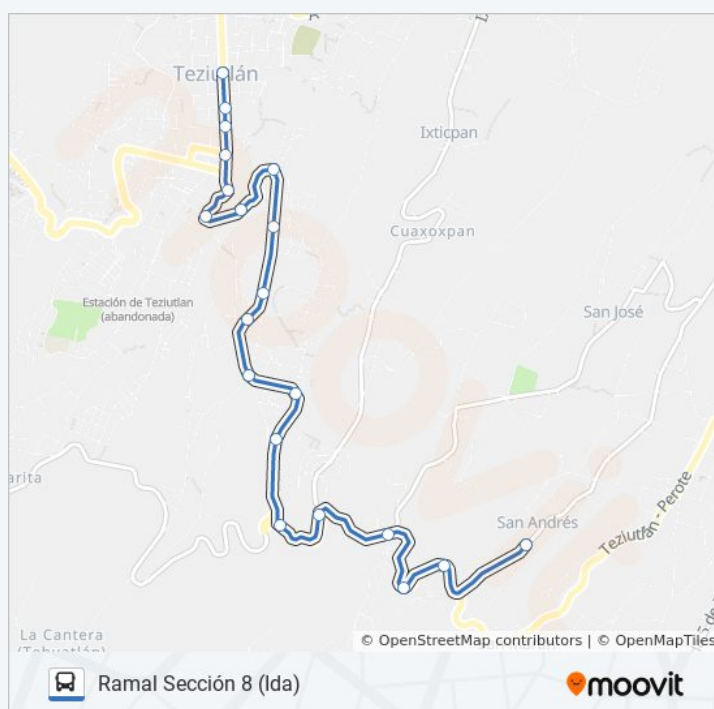 Teziutlán
Ixticpan
Cuaxoxpan
Estación de Teziutlan
(abandonada)
San José
San Andrés
Teziutlán - Perote
La Cantera
© OpenStreetMap contributors | © OpenMapTiles
Ramal Sección 8 (Ida)
moovit